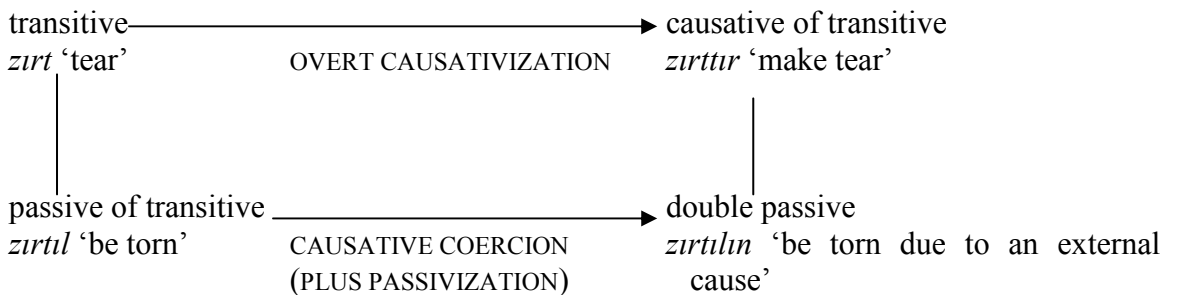 transitive causative of transitive
zırt ‘tear’ OVERT CAUSATIVIZATION zırttır ‘make tear’
passive of transitive double passive
zırtıl ‘be torn’ CAUSATIVE COERCION zırtılın ‘be torn due to an external
(PLUS PASSIVIZATION) cause’